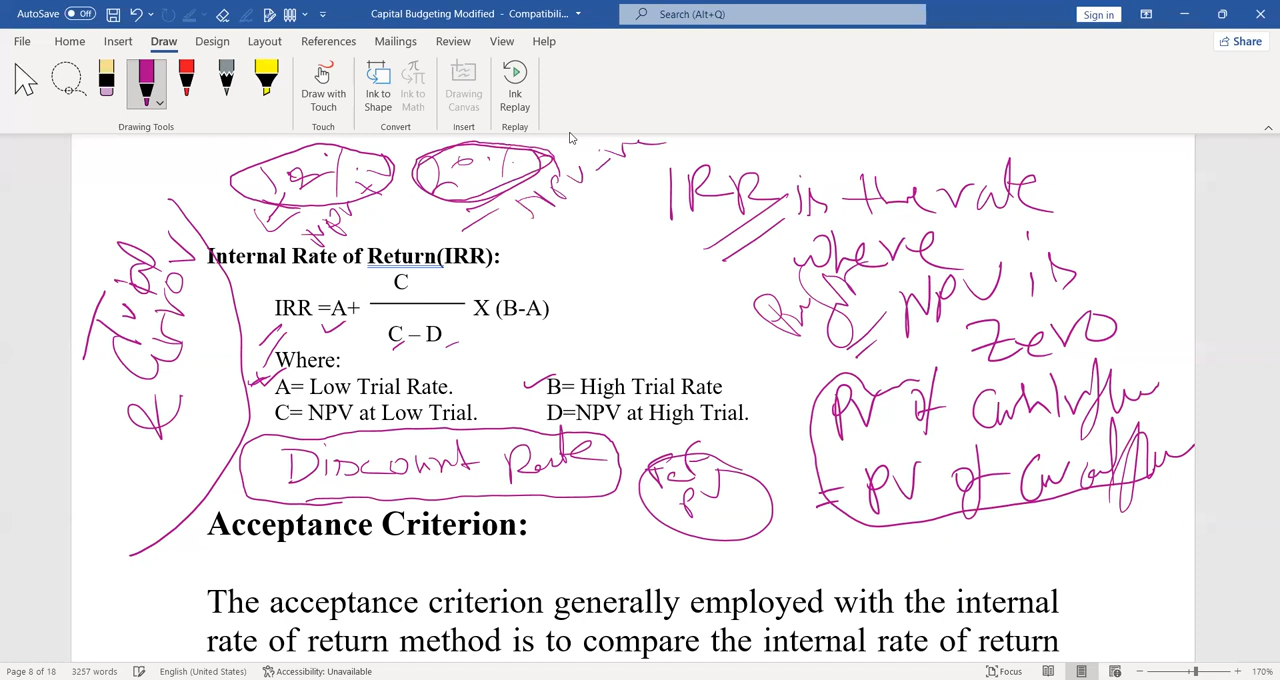 AutoSave Off Capital Budgeting Modified - Compatibili... Search (Alt+Q) Sign in
File Home Insert Draw Design Layout References Mailings Review View Help Share
Draw with Touch Ink to Shape Ink to Math Drawing Canvas Ink Replay
Drawing Tools Touch Convert Insert Replay
NPV NPV -ive
IRR is the rate
where
NPV is
zero
Internal Rate of Return(IRR):
C
IRR =A+ X (B-A)
C – D
Where:
A= Low Trial Rate. B= High Trial Rate
C= NPV at Low Trial. D=NPV at High Trial.
Trial
& Error
Discount Rate
PV of
= PV of
Acceptance Criterion:
The acceptance criterion generally employed with the internal
rate of return method is to compare the internal rate of return
Page 8 of 18 3257 words English (United States) Accessibility: Unavailable Focus 170%